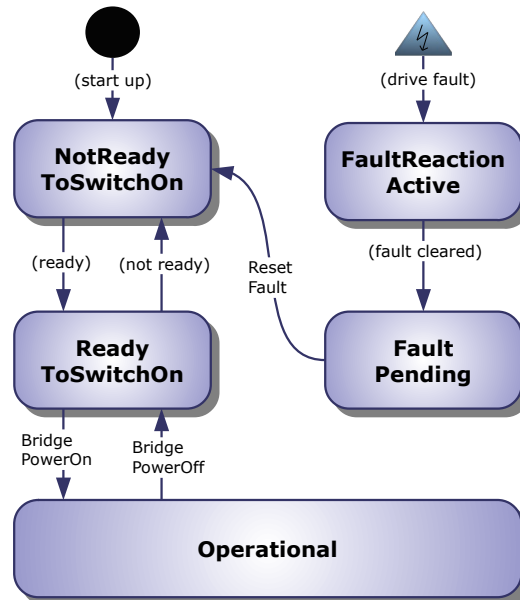 (start up)
(drive fault)
NotReady
ToSwitchOn
FaultReaction
Active
(ready)
(not ready)
Reset
Fault
(fault cleared)
Ready
ToSwitchOn
Fault
Pending
Bridge
PowerOn
Bridge
PowerOff
Operational